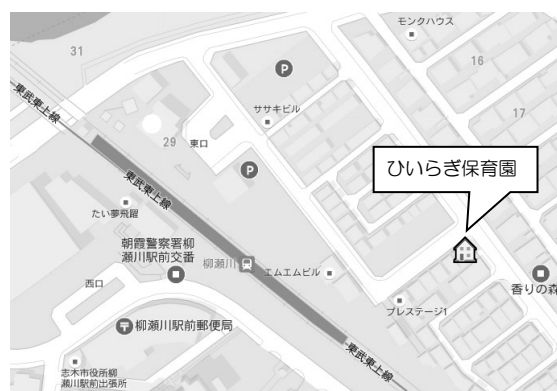 モンクハウス
31
16
P
東武東上線
ササキビル
17
29
東口
ひいらぎ保育園
P
東武東上線
たい夢飛躍
朝霞警察署柳
瀬川駅前交番
柳瀬川
エムエムビル
西口
香りの森
プレステージ1
柳瀬川駅前郵便局
東武東上線
志木市役所柳
瀬川駅前出張所